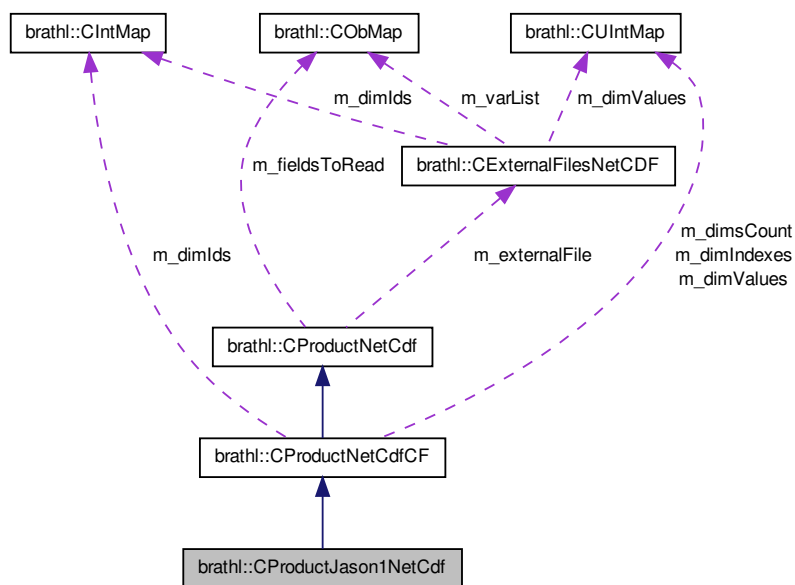 brathl::CIntMap
brathl::CObMap
brathl::CUIntMap
m_dimIds
m_varList
m_dimValues
m_fieldsToRead
brathl::CExternalFilesNetCDF
m_dimIds
m_externalFile
m_dimsCount
m_dimIndexes
m_dimValues
brathl::CProductNetCdf
brathl::CProductNetCdfCF
brathl::CProductJason1NetCdf